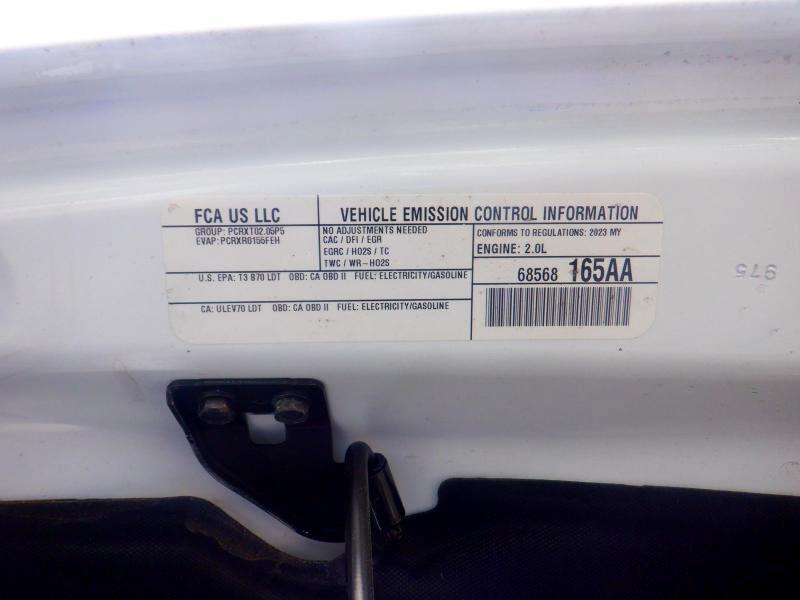 FCA US LLC
GROUP: PCRXT02.05P5
EVAP: PCRXR0155FEH
VEHICLE EMISSION CONTROL INFORMATION
NO ADJUSTMENTS NEEDED
CAC / DFI / EGR
EGRC / HO2S / TC
TWC / WR-HO2S
CONFORMS TO REGULATIONS: 2023 MY
ENGINE: 2.0L
U.S. EPA: T3 B70 LDT OBD: CA OBD II FUEL: ELECTRICITY/GASOLINE
CA: ULEV70 LDT OBD: CA OBD II FUEL: ELECTRICITY/GASOLINE
68568 165AA
975